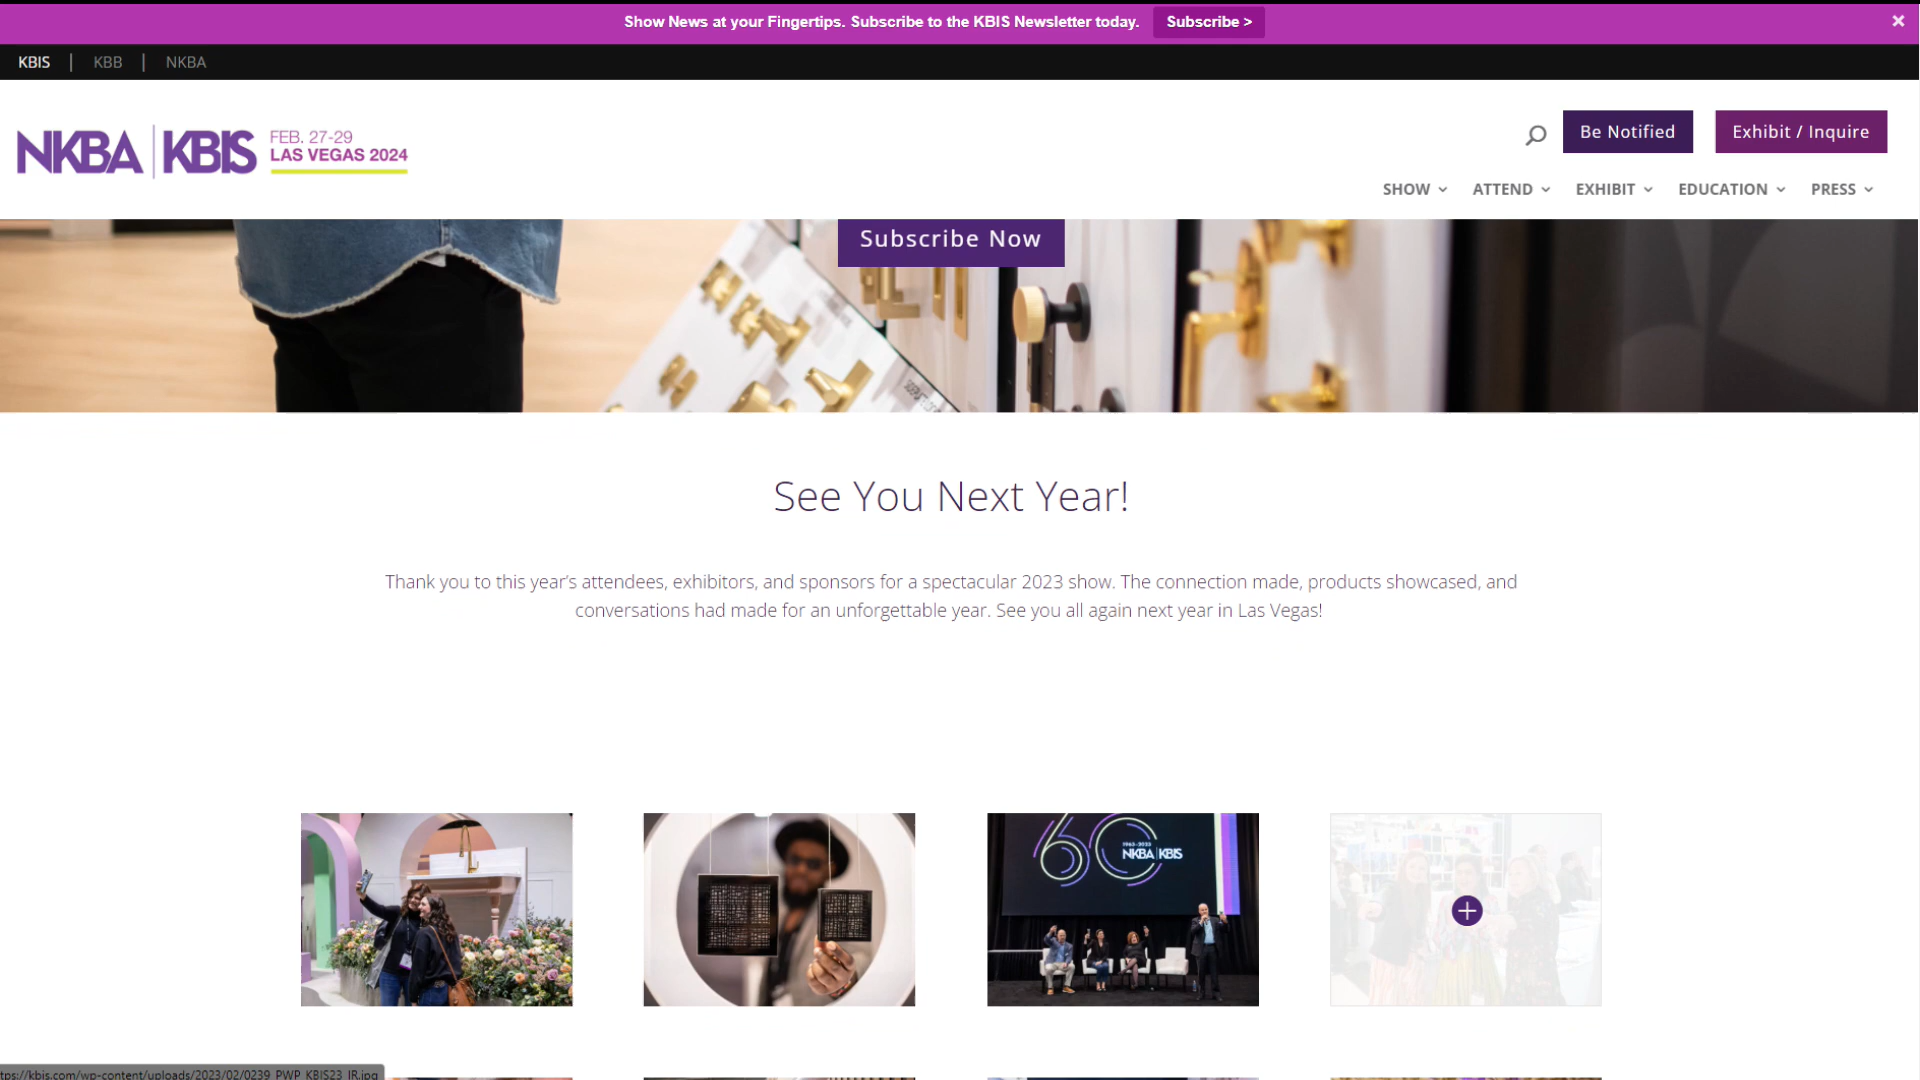 Show News at your Fingertips. Subscribe to the KBIS Newsletter today. Subscribe >
KBIS | KBB | NKBA
NKBA | KBIS
FEB. 27-29
LAS VEGAS 2024
Be Notified
Exhibit / Inquire
SHOW
ATTEND
EXHIBIT
EDUCATION
PRESS
Subscribe Now
See You Next Year!
Thank you to this year's attendees, exhibitors, and sponsors for a spectacular 2023 show. The connection made, products showcased, and
conversations had made for an unforgettable year. See you all again next year in Las Vegas!
60
1963-2023
NKBA | KBIS
tps://kbis.com/wp-content/uploads/2023/02/0239_PWP_KBIS23_JR.jpg